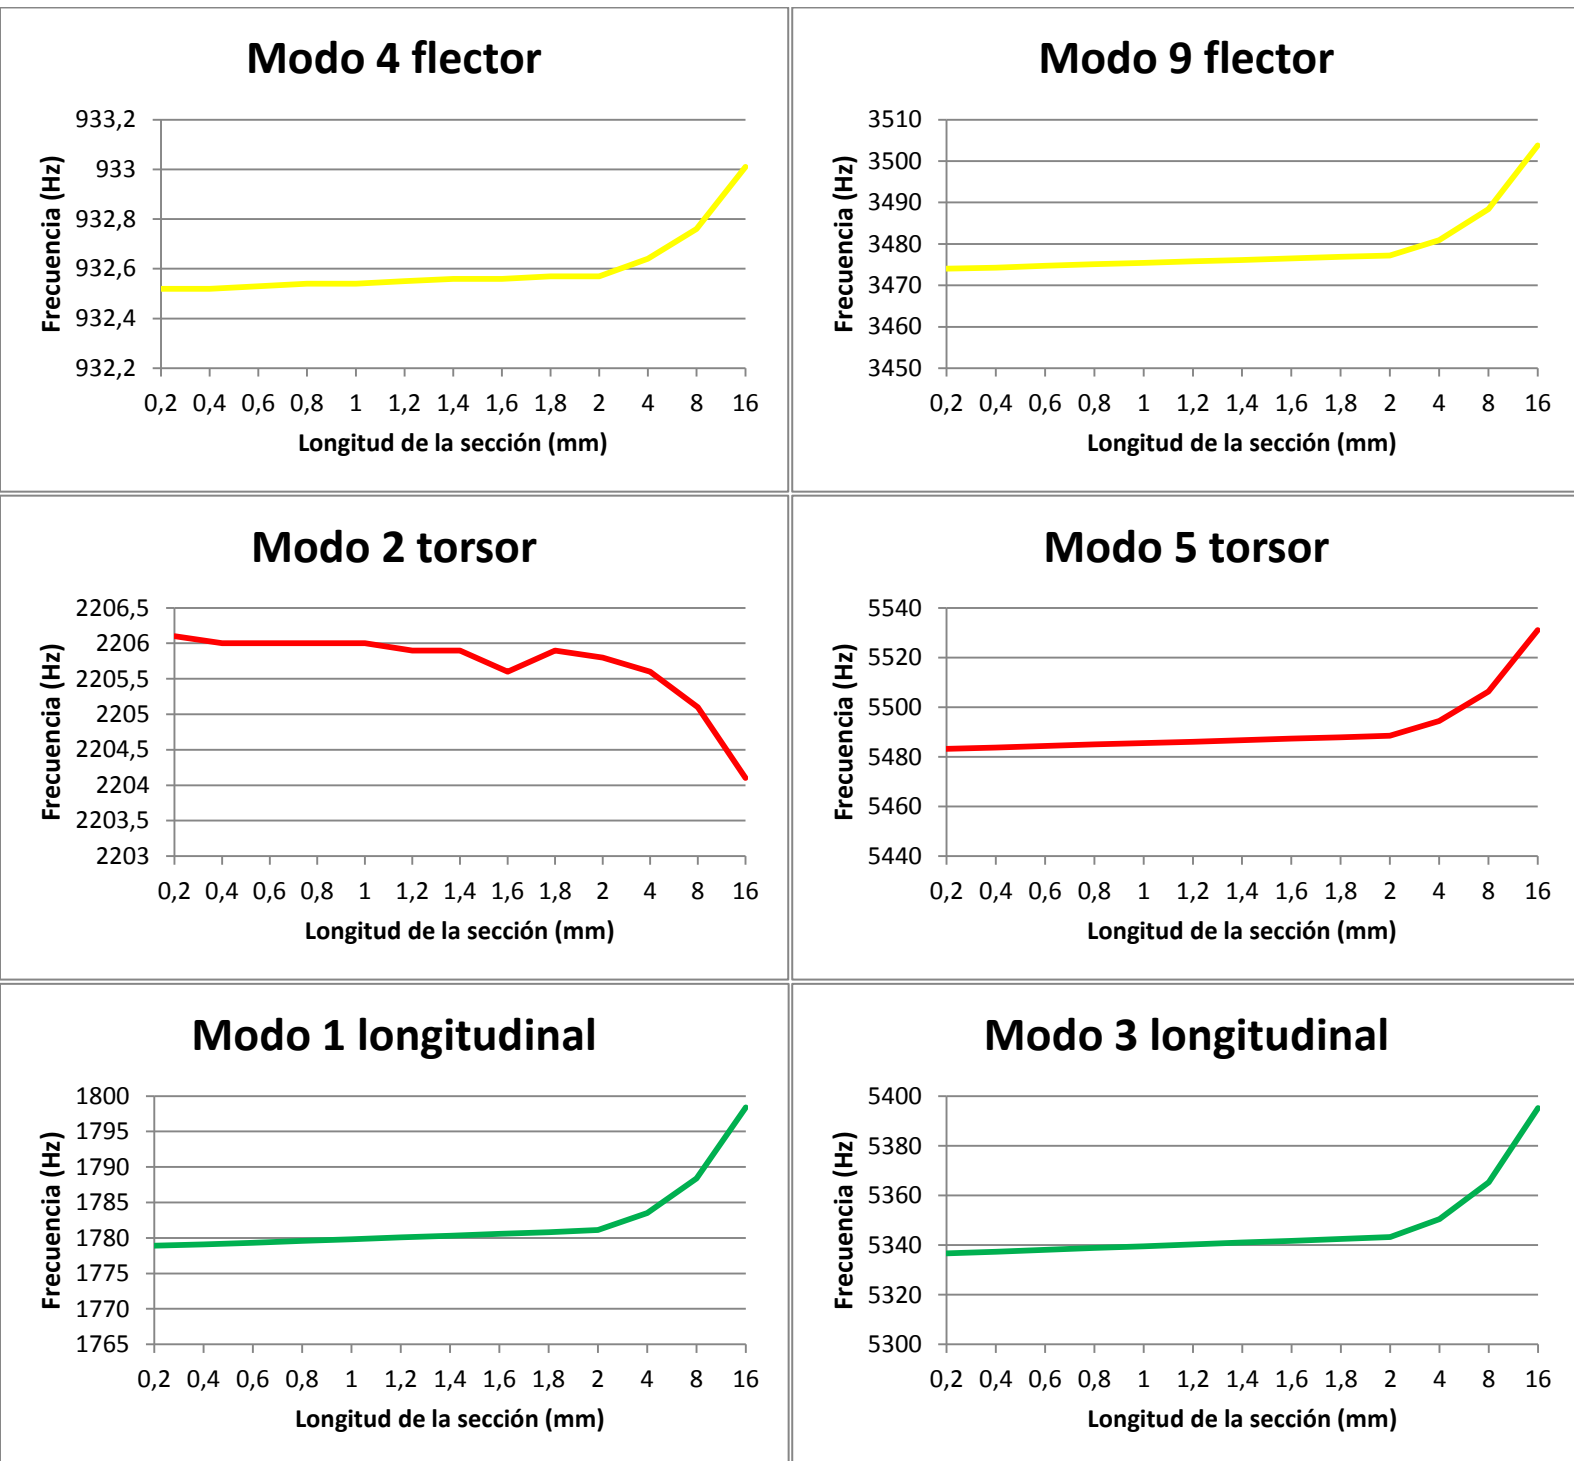 Modo 4 flector
Frecuencia (Hz)
933,2
933
932,8
932,6
932,4
932,2
0,2 0,4 0,6 0,8 1 1,2 1,4 1,6 1,8 2 4 8 16
Longitud de la sección (mm)
Modo 9 flector
Frecuencia (Hz)
3510
3500
3490
3480
3470
3460
3450
0,2 0,4 0,6 0,8 1 1,2 1,4 1,6 1,8 2 4 8 16
Longitud de la sección (mm)
Modo 2 torsor
Frecuencia (Hz)
2206,5
2206
2205,5
2205
2204,5
2204
2203,5
2203
0,2 0,4 0,6 0,8 1 1,2 1,4 1,6 1,8 2 4 8 16
Longitud de la sección (mm)
Modo 5 torsor
Frecuencia (Hz)
5540
5520
5500
5480
5460
5440
0,2 0,4 0,6 0,8 1 1,2 1,4 1,6 1,8 2 4 8 16
Longitud de la sección (mm)
Modo 1 longitudinal
Frecuencia (Hz)
1800
1795
1790
1785
1780
1775
1770
1765
0,2 0,4 0,6 0,8 1 1,2 1,4 1,6 1,8 2 4 8 16
Longitud de la sección (mm)
Modo 3 longitudinal
Frecuencia (Hz)
5400
5380
5360
5340
5320
5300
0,2 0,4 0,6 0,8 1 1,2 1,4 1,6 1,8 2 4 8 16
Longitud de la sección (mm)